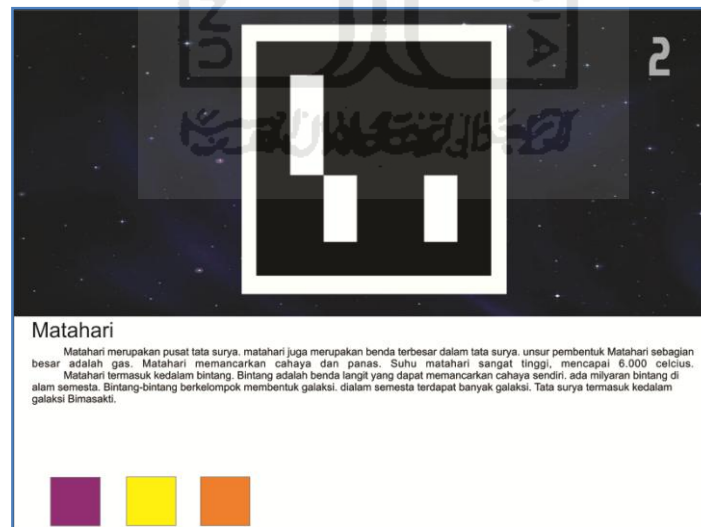 2
Matahari
Matahari merupakan pusat tata surya. matahari juga merupakan benda terbesar dalam tata surya. unsur pembentuk Matahari sebagian
besar adalah gas. Matahari memancarkan cahaya dan panas. Suhu matahari sangat tinggi, mencapai 6.000 celcius.
Matahari termasuk kedalam bintang. Bintang adalah benda langit yang dapat memancarkan cahaya sendiri. ada milyaran bintang di
alam semesta. Bintang-bintang berkelompok membentuk galaksi. dialam semesta terdapat banyak galaksi. Tata surya termasuk kedalam
galaksi Bimasakti.